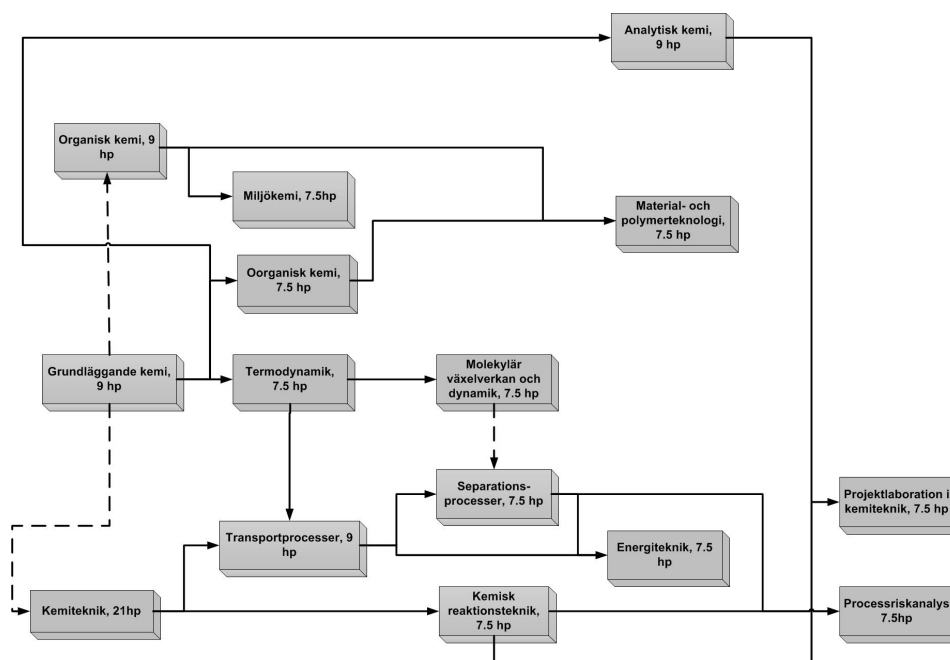 Analytisk kemi,
9 hp
Organisk kemi, 9
hp
Miljökemi, 7.5hp
Material- och
polymerteknologi,
7.5 hp
Oorganisk kemi,
7.5 hp
Grundläggande kemi,
9 hp
Termodynamik,
7.5 hp
Molekylär
växelverkan och
dynamik, 7.5 hp
Separations-
processer, 7.5 hp
Projektlaboration i
kemiteknik, 7.5 hp
Transportprocesser, 9
hp
Energiteknik, 7.5
hp
Kemiteknik, 21hp
Kemisk
reaktionsteknik,
7.5 hp
Processriskanalys
7.5hp